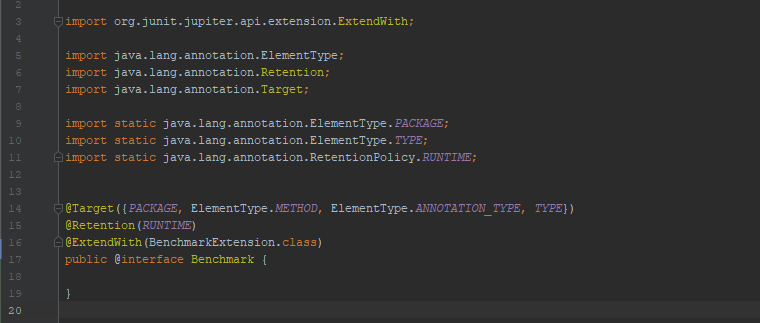 2
3 import org.junit.jupiter.api.extension.ExtendWith;
4
5 import java.lang.annotation.ElementType;
6 import java.lang.annotation.Retention;
7 import java.lang.annotation.Target;
8
9 import static java.lang.annotation.ElementType.PACKAGE;
10 import static java.lang.annotation.ElementType.TYPE;
11 import static java.lang.annotation.RetentionPolicy.RUNTIME;
12
13
14 @Target({PACKAGE, ElementType.METHOD, ElementType.ANNOTATION_TYPE, TYPE})
15 @Retention(RUNTIME)
16 @ExtendWith(BenchmarkExtension.class)
17 public @interface Benchmark {
18
19 }
20